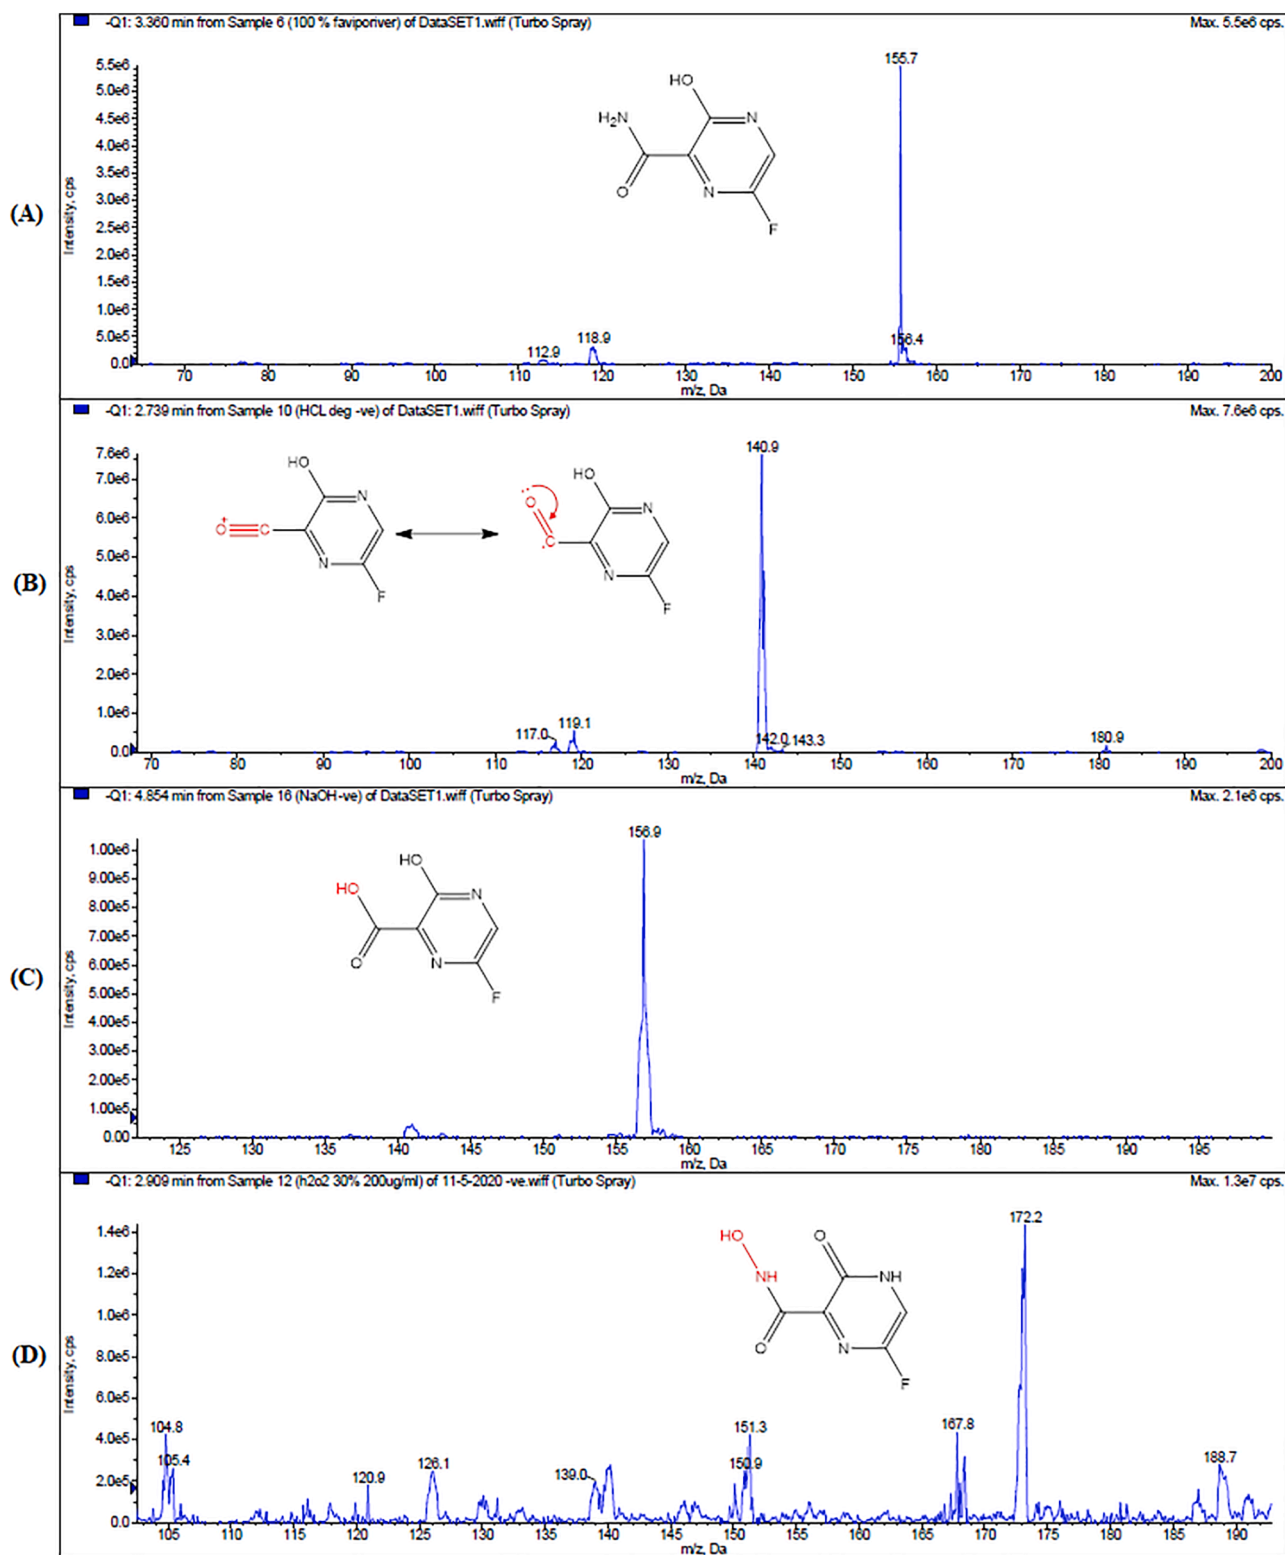 -Q1: 3.360 min from Sample 6 (100 % faviporiver) of DataSET1.wiff (Turbo Spray) Max. 5.5e6 cps.
(A)
Intensity, cps
5.5e6
5.0e6
4.5e6
4.0e6
3.5e6
3.0e6
2.5e6
2.0e6
1.5e6
1.0e6
5.0e5
0.0
155.7
HO
H₂N
N
O
N
F
112.9
118.9
156.4
70 80 90 100 110 120 130 140 150 160 170 180 190 200
m/z, Da
-Q1: 2.739 min from Sample 10 (HCL deg -ve) of DataSET1.wiff (Turbo Spray) Max. 7.6e6 cps.
(B)
Intensity, cps
7.6e6
7.0e6
6.0e6
5.0e6
4.0e6
3.0e6
2.0e6
1.0e6
0.0
140.9
HO
N
O+
C
N
F
HO
O
N
C
N
F
117.0
119.1
142.0
143.3
180.9
70 80 90 100 110 120 130 140 150 160 170 180 190 200
m/z, Da
-Q1: 4.854 min from Sample 16 (NaOH-ve) of DataSET1.wiff (Turbo Spray) Max. 2.1e6 cps.
(C)
Intensity, cps
1.00e6
9.00e5
8.00e5
7.00e5
6.00e5
5.00e5
4.00e5
3.00e5
2.00e5
1.00e5
0.00
156.9
HO
HO
N
O
N
F
125 130 135 140 145 150 155 160 165 170 175 180 185 190 195
m/z, Da
-Q1: 2.909 min from Sample 12 (h2o2 30% 200ug/ml) of 11-5-2020 -ve.wiff (Turbo Spray) Max. 1.3e7 cps.
(D)
Intensity, cps
1.4e6
1.2e6
1.0e6
8.0e5
6.0e5
4.0e5
2.0e5
0.0
172.2
HO
O
NH
NH
O
N
F
104.8
105.4
120.9
126.1
139.0
151.3
150.9
167.8
188.7
105 110 115 120 125 130 135 140 145 150 155 160 165 170 175 180 185 190
m/z, Da